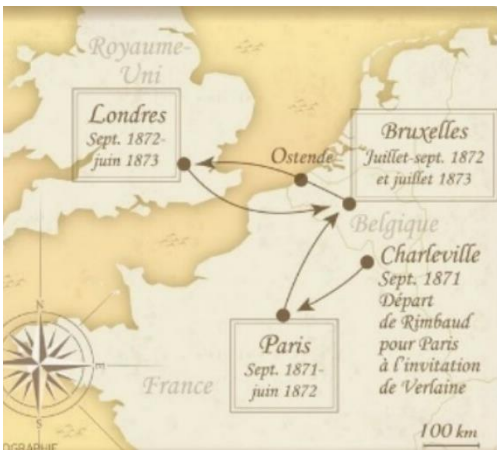 Royaume-
Uni
Londres
Sept. 1872-
juin 1873
Ostende
Bruxelles
Juillet-sept. 1872
et juillet 1873
Belgique
Charleville
Sept. 1871
Départ
de Rimbaud
pour Paris
à l'invitation
de Verlaine
Paris
Sept. 1871-
juin 1872
France
N
E
S
100 km
OGRAPHIE